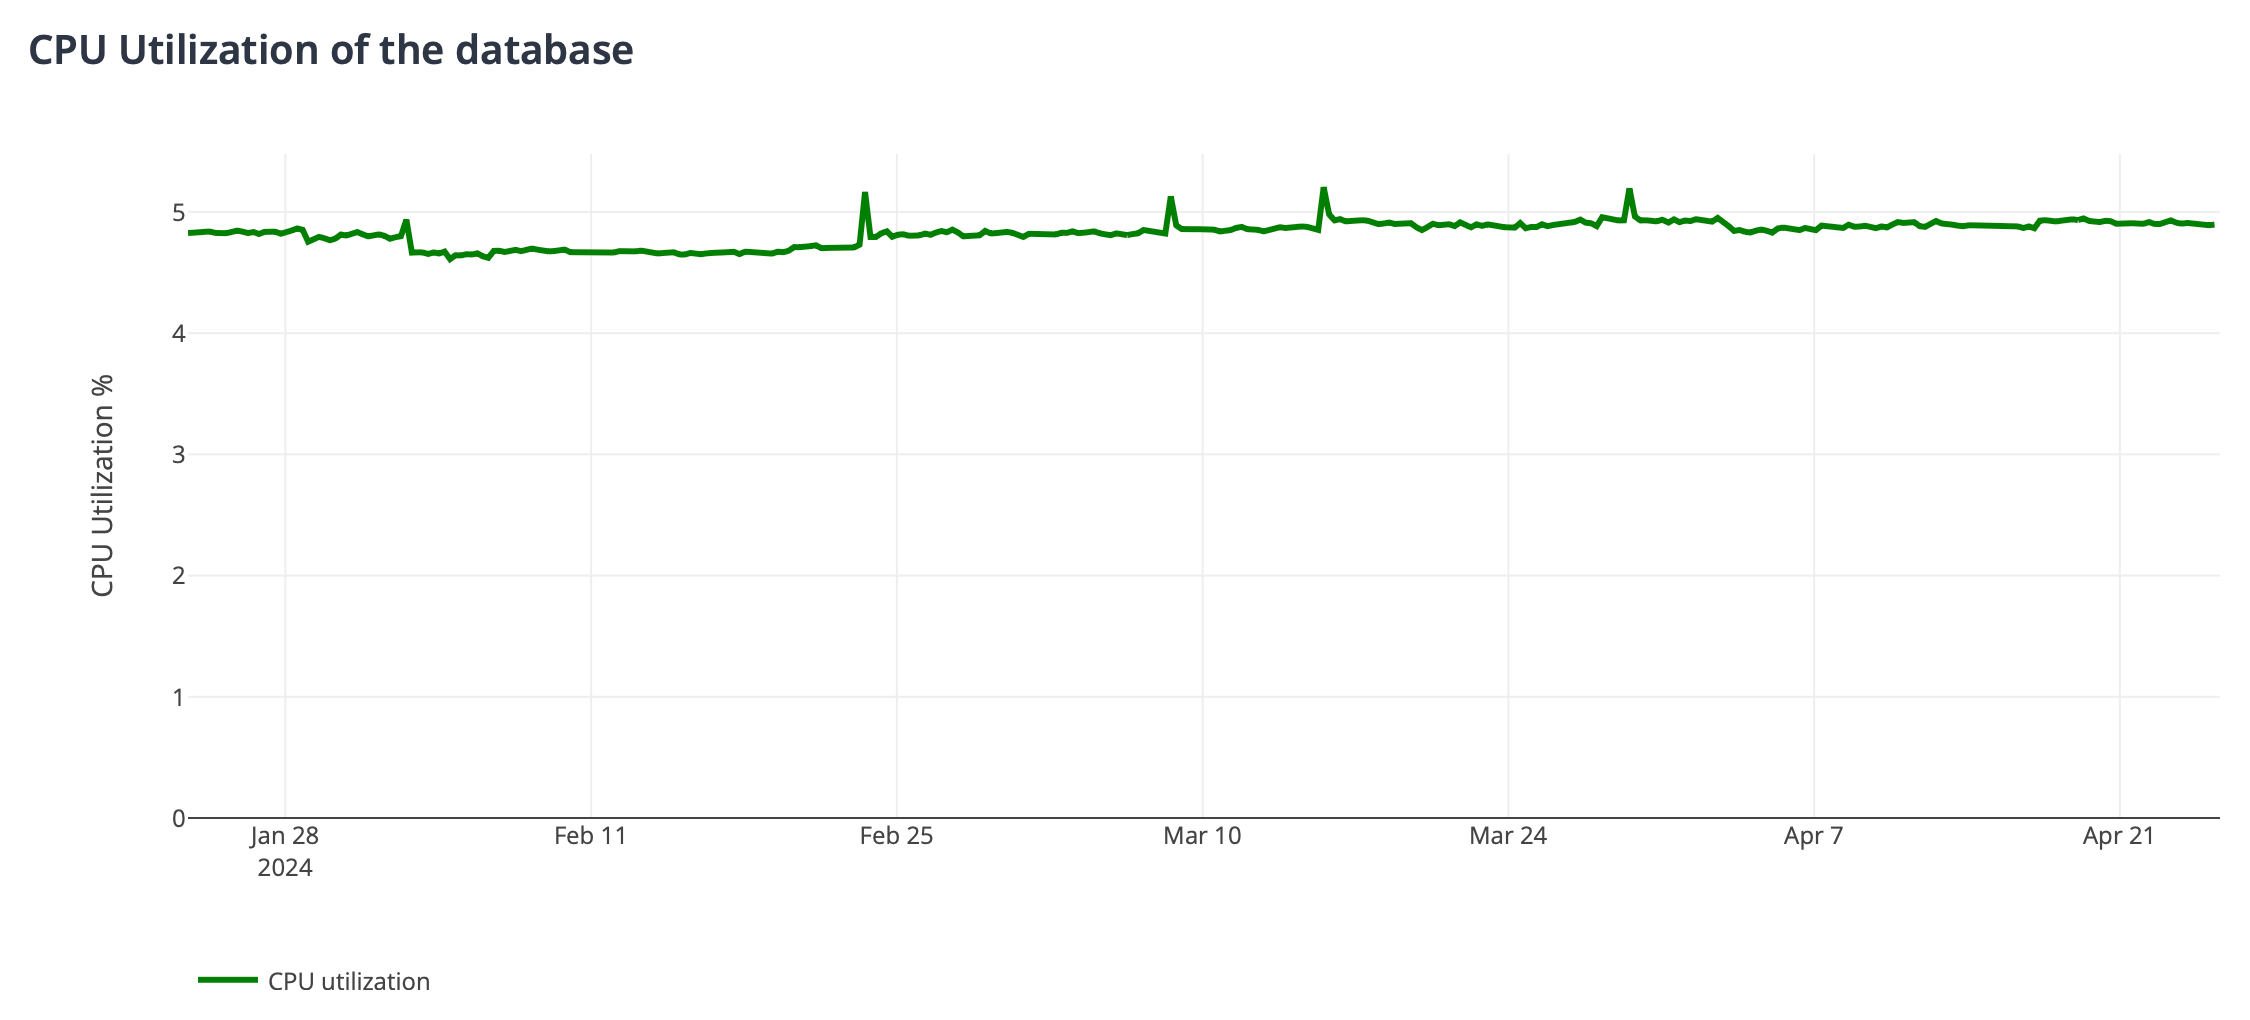 CPU Utilization of the database
CPU Utilization %
5
4
3
2
1
0
Jan 28
2024
Feb 11
Feb 25
Mar 10
Mar 24
Apr 7
Apr 21
CPU utilization